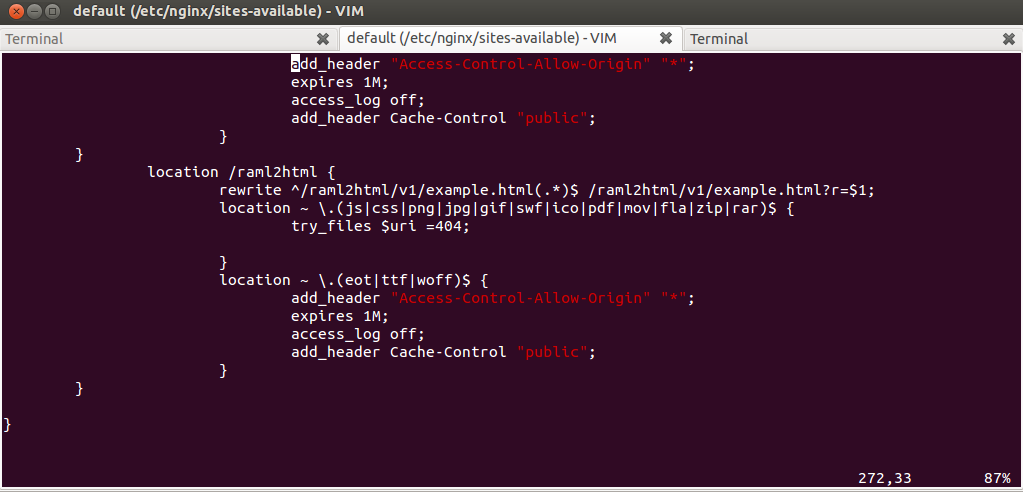 default (/etc/nginx/sites-available) - VIM
Terminal default (/etc/nginx/sites-available) - VIM Terminal
add_header "Access-Control-Allow-Origin" "*";
expires 1M;
access_log off;
add_header Cache-Control "public";
}
}
location /raml2html {
rewrite ^/raml2html/v1/example.html(.*)$ /raml2html/v1/example.html?r=$1;
location ~ \.(js|css|png|jpg|gif|swf|ico|pdf|mov|fla|zip|rar)$ {
try_files $uri =404;
}
location ~ \.(eot|ttf|woff)$ {
add_header "Access-Control-Allow-Origin" "*";
expires 1M;
access_log off;
add_header Cache-Control "public";
}
}
}
272,33 87%